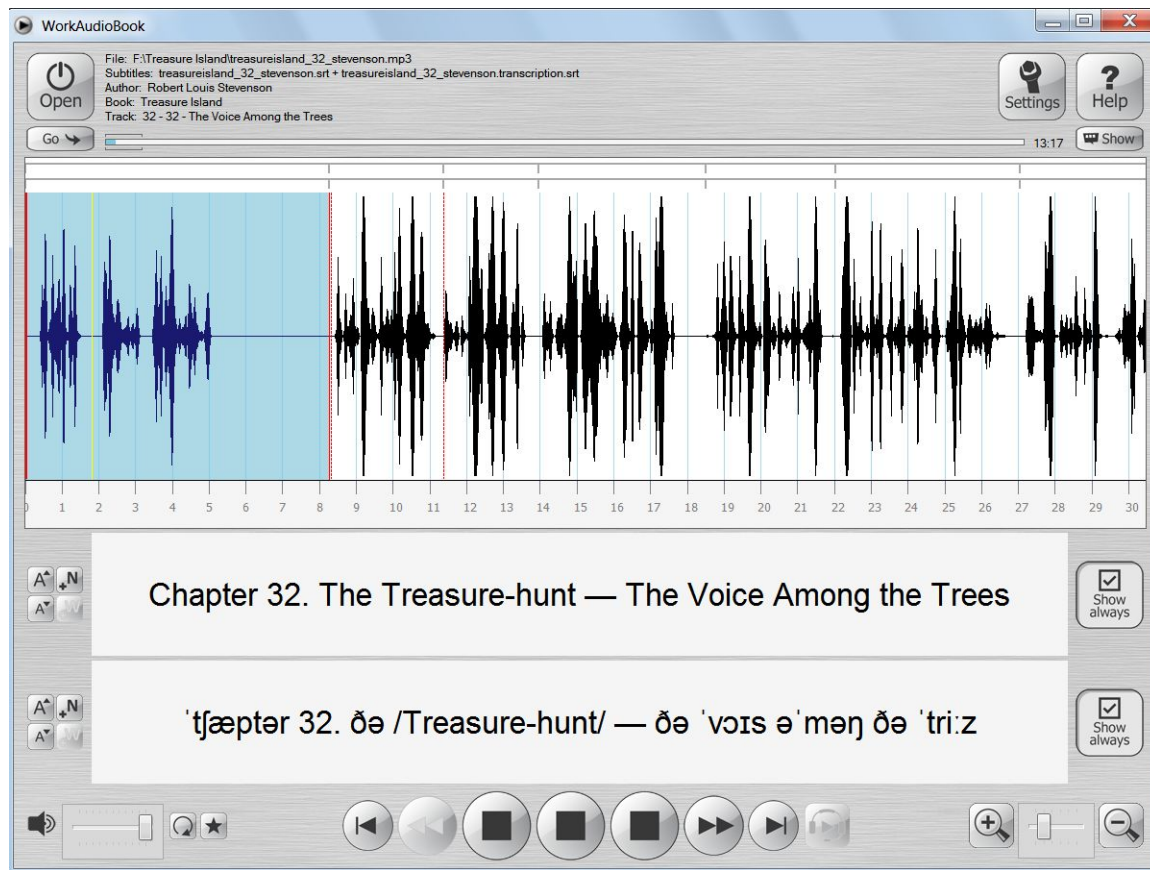 WorkAudioBook
File: F:\Treasure Island\treasureisland_32_stevenson.mp3
Subtitles: treasureisland_32_stevenson.srt + treasureisland_32_stevenson.transcription.srt
Author: Robert Louis Stevenson
Book: Treasure Island
Track: 32 - 32 - The Voice Among the Trees
Open
Settings
? Help
Go
13:17
Show
0 1 2 3 4 5 6 7 8 9 10 11 12 13 14 15 16 17 18 19 20 21 22 23 24 25 26 27 28 29 30
A +N
Chapter 32. The Treasure-hunt — The Voice Among the Trees
A W
Show always
A +N
ˈtʃæptər 32. ðə /Treasure-hunt/ — ðə ˈvɔɪs əˈməŋ ðə ˈtriːz
A W
Show always